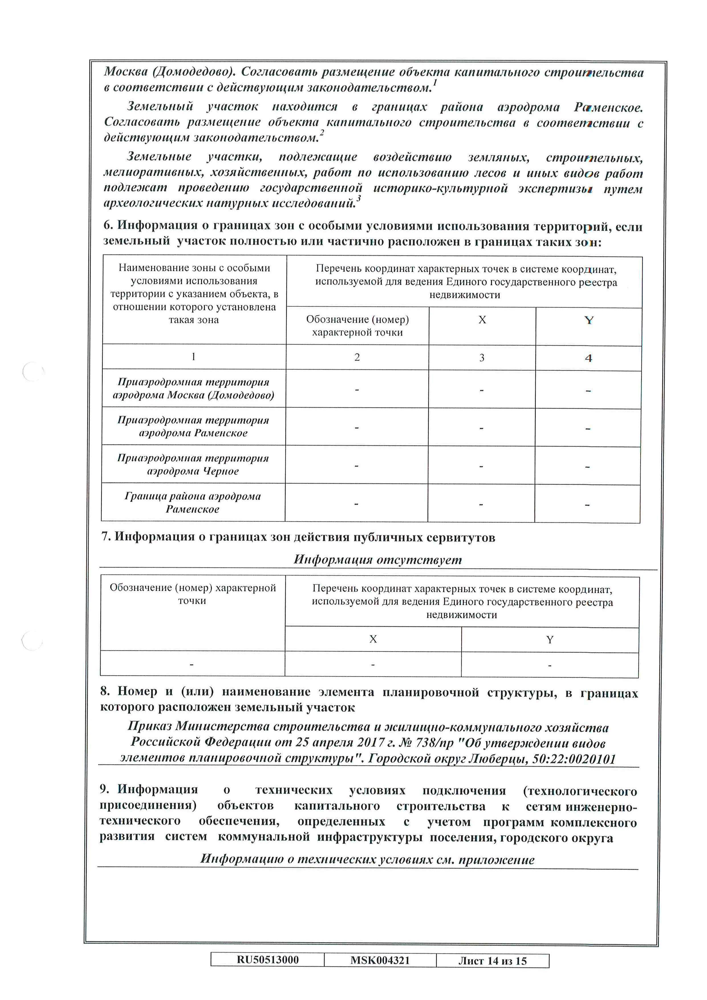 Москва (Домодедово). Согласовать размещение объекта капитального строительства
в соответствии с действующим законодательством.1
Земельный участок находится в границах района аэродрома Раменское.
Согласовать размещение объекта капитального строительства в соответствии с
действующим законодательством.2
Земельные участки, подлежащие воздействию земляных, строительных,
мелиоративных, хозяйственных, работ по использованию лесов и иных видов работ
подлежат проведению государственной историко-культурной экспертизы путем
археологических натурных исследований.3
6. Информация о границах зон с особыми условиями использования территорий, если
земельный участок полностью или частично расположен в границах таких зон:
Наименование зоны с особыми
условиями использования
территории с указанием объекта, в
отношении которого установлена
такая зона
Перечень координат характерных точек в системе координат,
используемой для ведения Единого государственного реестра
недвижимости
Обозначение (номер)
характерной точки
X
Y
1
2
3
4
Приаэродромная территория
аэродрома Москва (Домодедово)
-
-
-
Приаэродромная территория
аэродрома Раменское
-
-
-
Приаэродромная территория
аэродрома Черное
-
-
-
Граница района аэродрома
Раменское
-
-
-
7. Информация о границах зон действия публичных сервитутов
Информация отсутствует
Обозначение (номер) характерной
точки
Перечень координат характерных точек в системе координат,
используемой для ведения Единого государственного реестра
недвижимости
X
Y
-
-
-
8. Номер и (или) наименование элемента планировочной структуры, в границах
которого расположен земельный участок
Приказ Министерства строительства и жилищно-коммунального хозяйства
Российской Федерации от 25 апреля 2017 г. № 738/пр "Об утверждении видов
элементов планировочной структуры". Городской округ Люберцы, 50:22:0020101
9. Информация о технических условиях подключения (технологического
присоединения) объектов капитального строительства к сетям инженерно-
технического обеспечения, определенных с учетом программ комплексного
развития систем коммунальной инфраструктуры поселения, городского округа
Информацию о технических условиях см. приложение
RU50513000
MSK004321
Лист 14 из 15